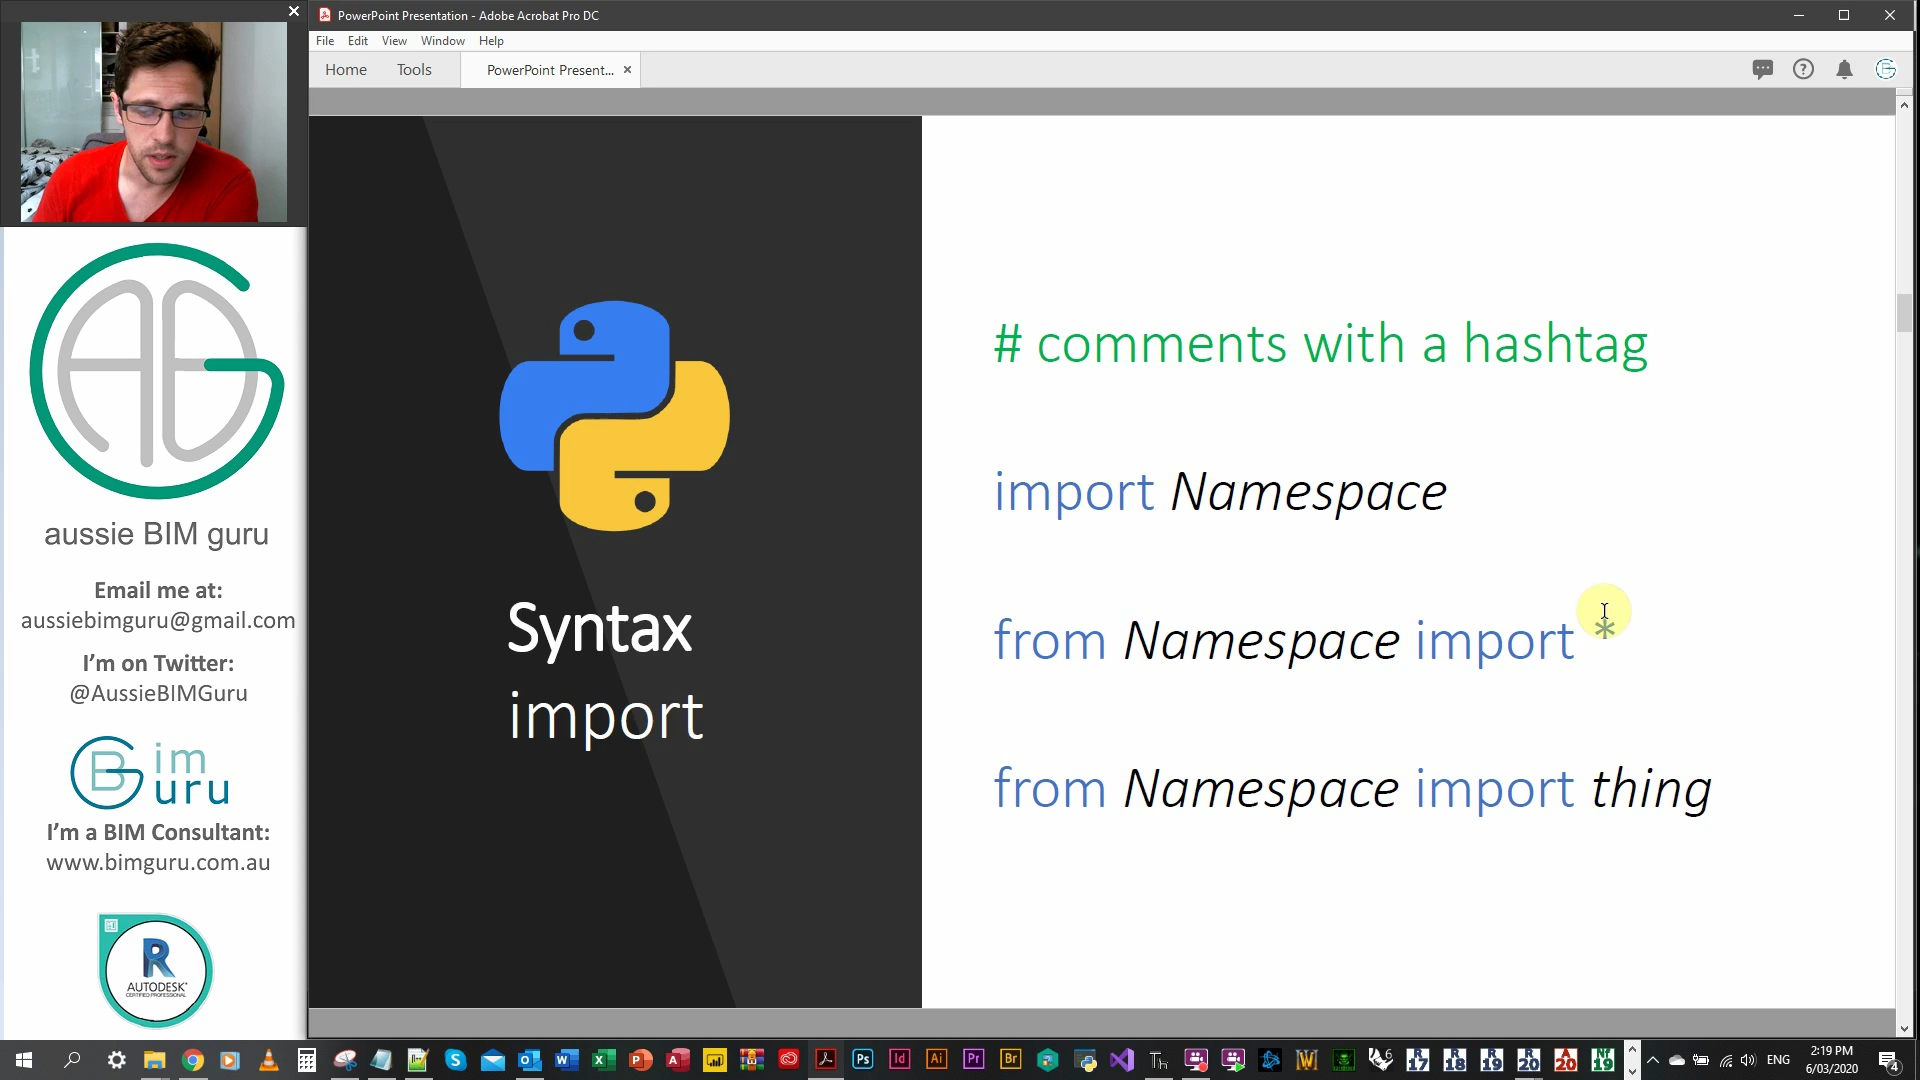 PowerPoint Presentation - Adobe Acrobat Pro DC
File Edit View Window Help
Home Tools PowerPoint Present...
aussie BIM guru
Email me at:
aussiebimguru@gmail.com
I'm on Twitter:
@AussieBIMGuru
BG im
uru
I'm a BIM Consultant:
www.bimguru.com.au
R
AUTODESK
CERTIFIED PROFESSIONAL
Syntax
import
# comments with a hashtag
import Namespace
from Namespace import *
from Namespace import thing
ENG
2:19 PM
6/03/2020